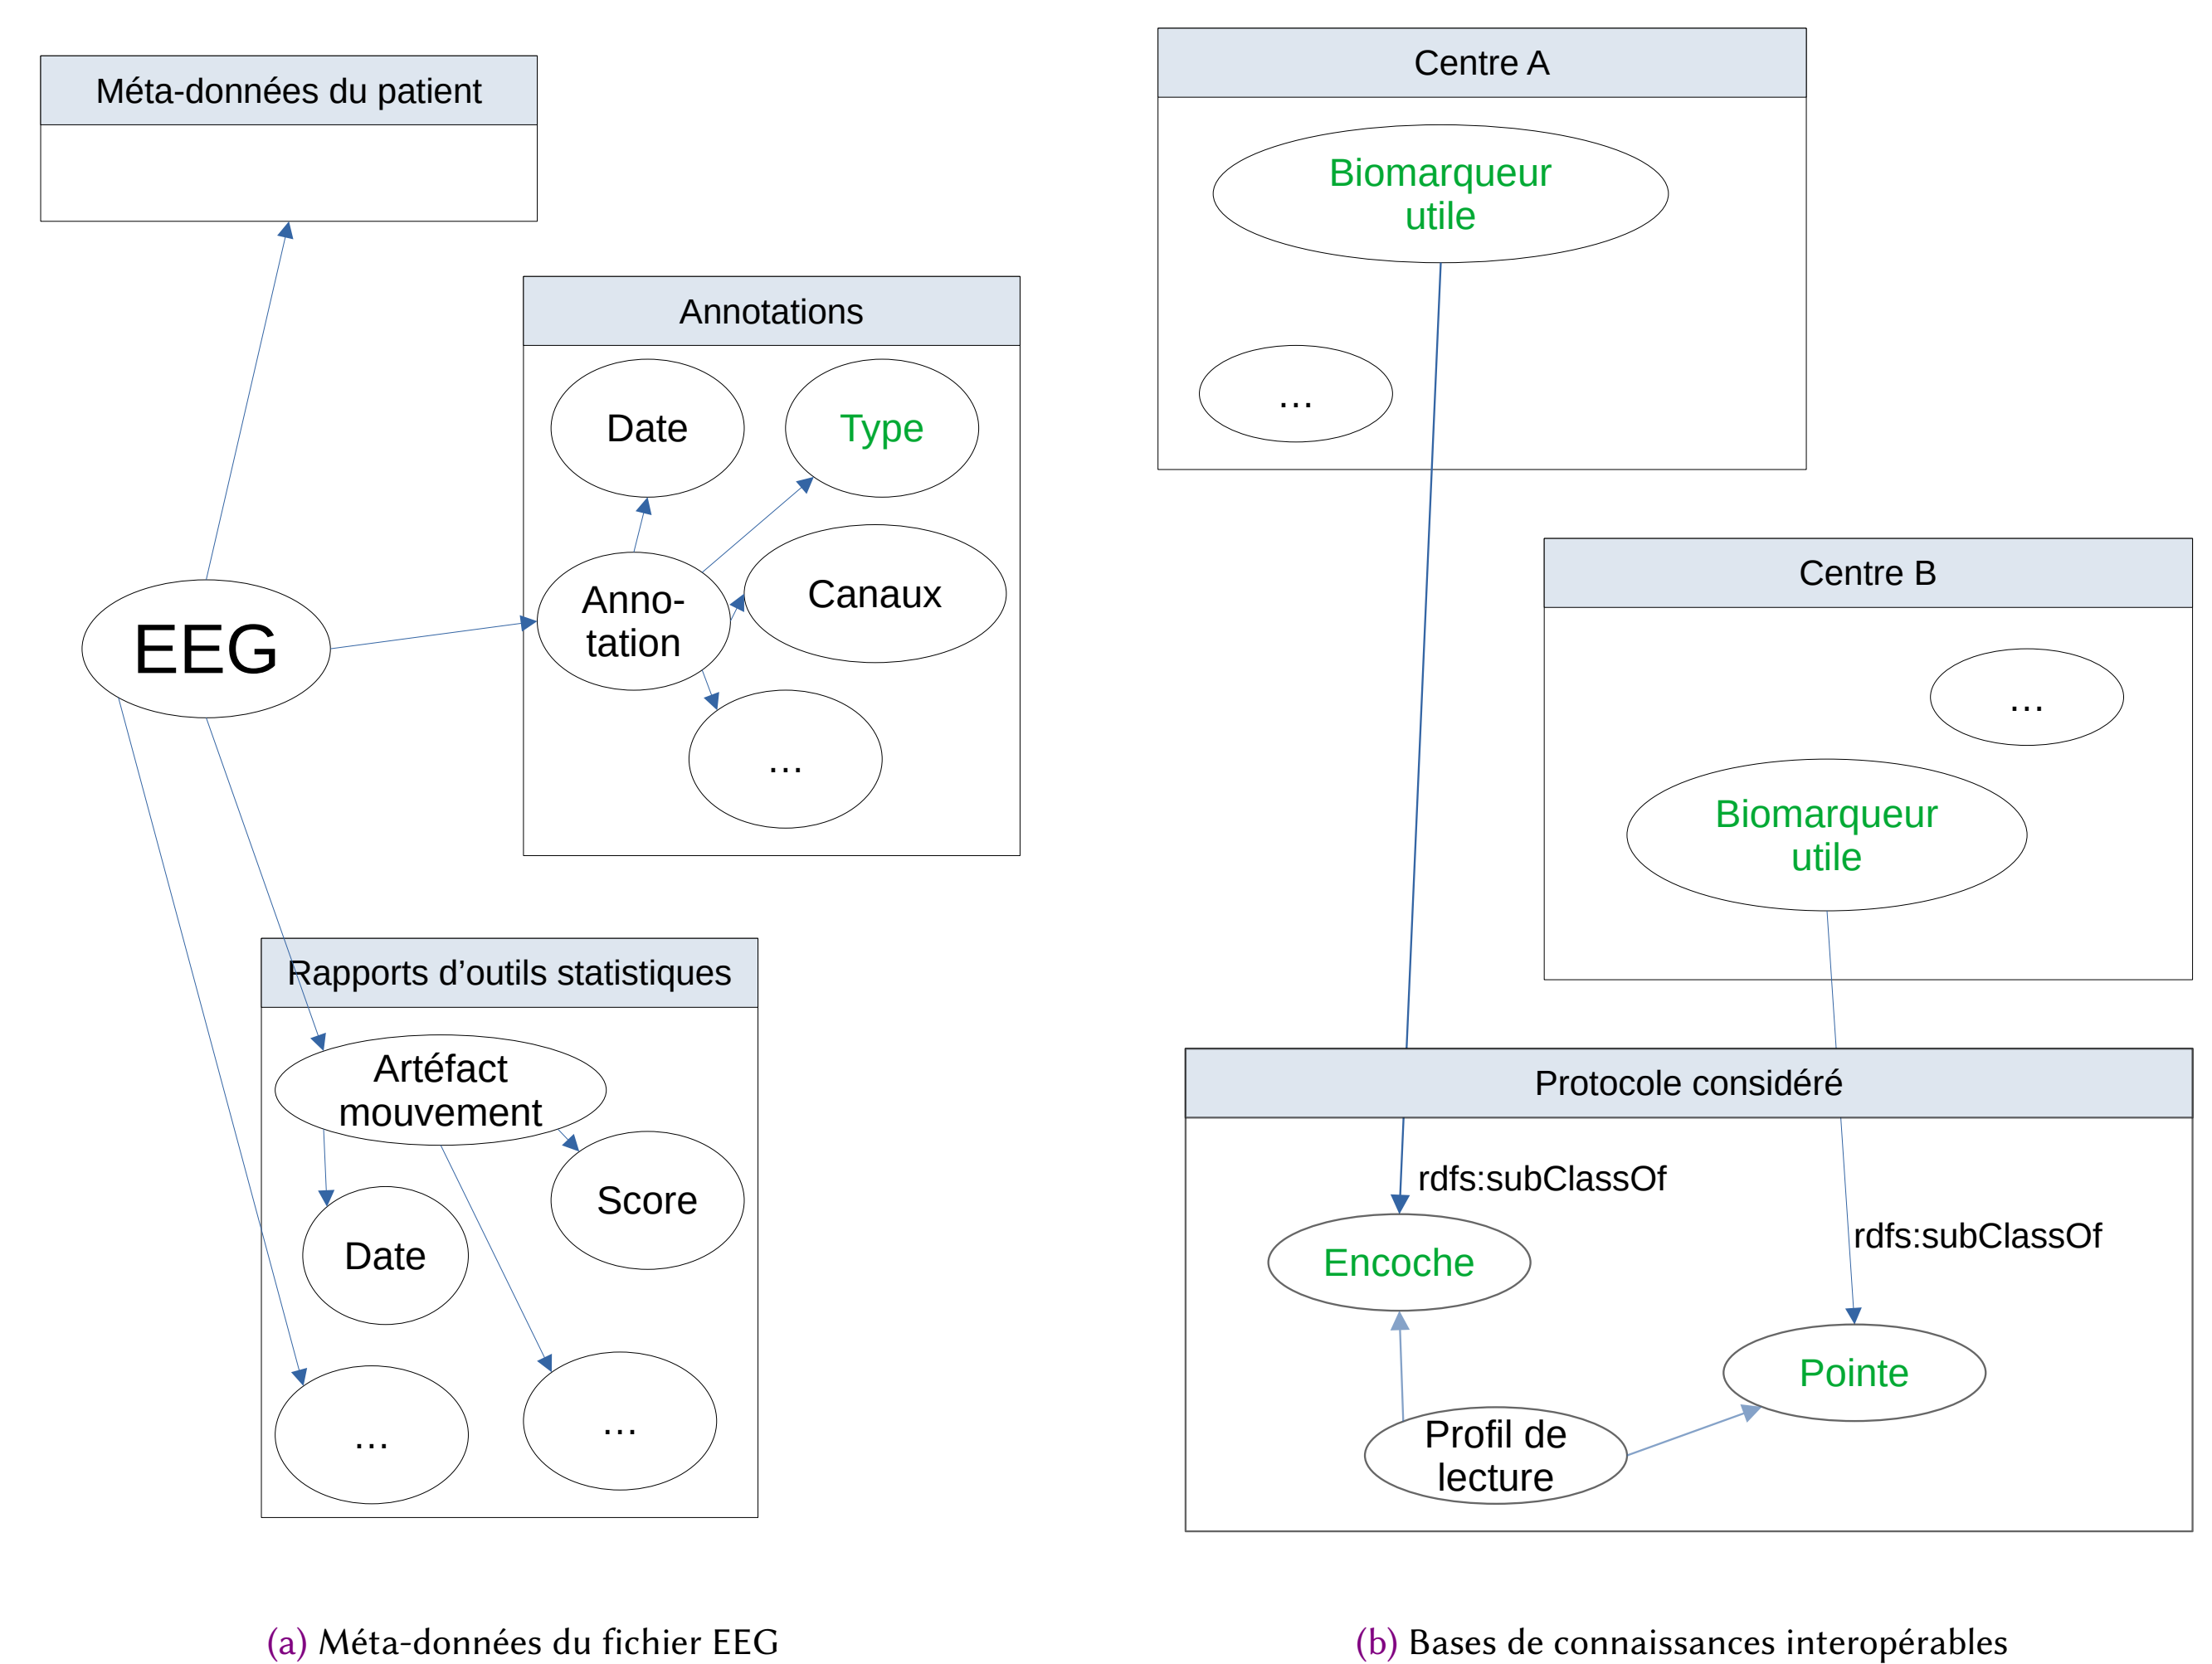 Méta-données du patient
Annotations
Date
Type
Anno-
tation
Canaux
...
EEG
Rapports d’outils statistiques
Artéfact
mouvement
Score
Date
...
...
(a) Méta-données du fichier EEG
Centre A
Biomarqueur
utile
...
Centre B
...
Biomarqueur
utile
Protocole considéré
rdfs:subClassOf
rdfs:subClassOf
Encoche
Pointe
Profil de
lecture
(b) Bases de connaissances interopérables